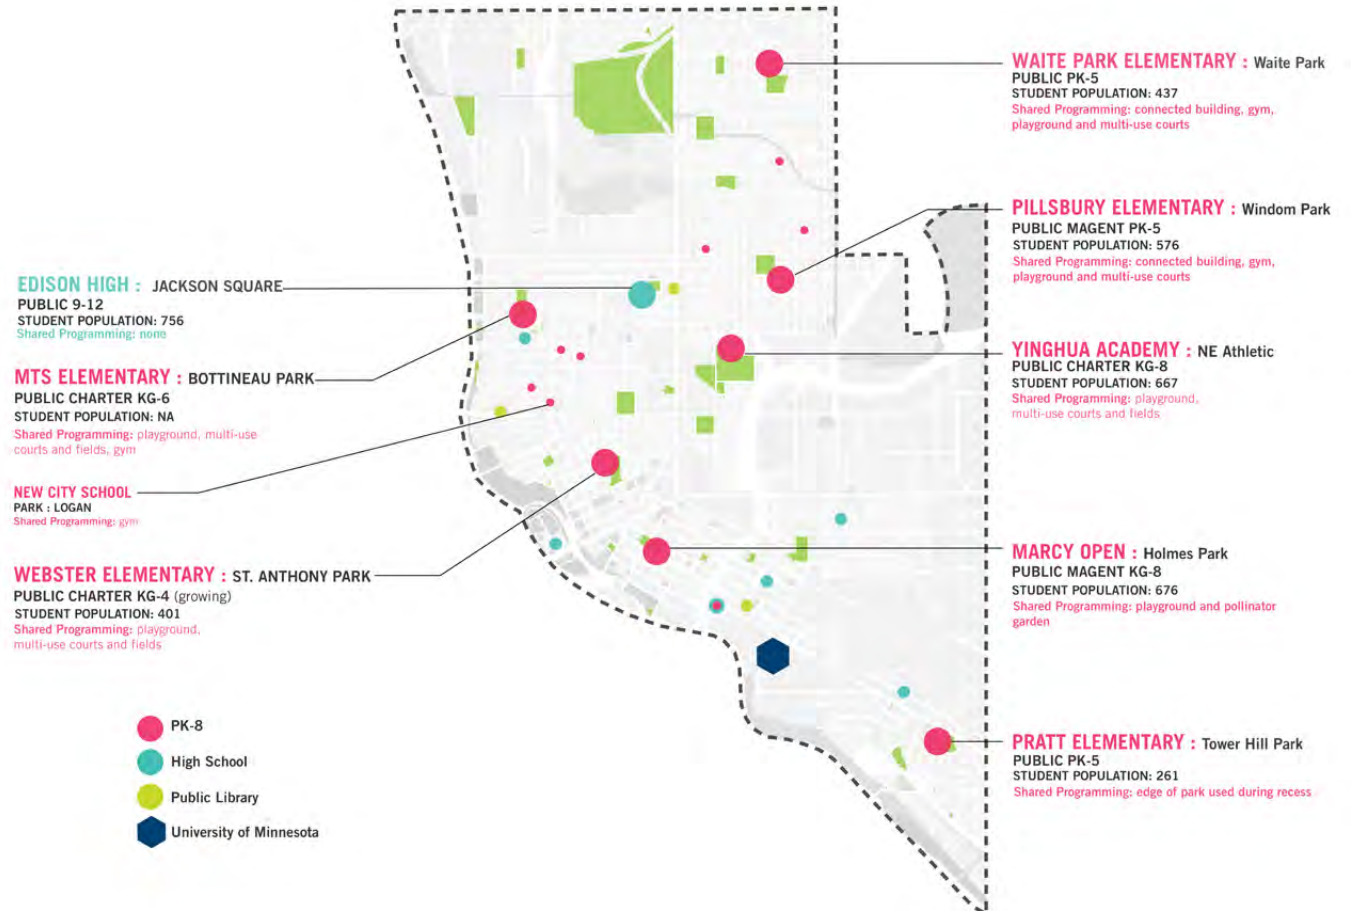 WAITE PARK ELEMENTARY : Waite Park
PUBLIC PK-5
STUDENT POPULATION: 437
Shared Programming: connected building, gym,
playground and multi-use courts
PILLSBURY ELEMENTARY : Windom Park
PUBLIC MAGENT PK-5
STUDENT POPULATION: 576
Shared Programming: connected building, gym,
playground and multi-use courts
EDISON HIGH : JACKSON SQUARE
PUBLIC 9-12
STUDENT POPULATION: 756
Shared Programming: none
YINGHUA ACADEMY : NE Athletic
PUBLIC CHARTER KG-8
STUDENT POPULATION: 667
Shared Programming: playground,
multi-use courts and fields
MTS ELEMENTARY : BOTTINEAU PARK
PUBLIC CHARTER KG-6
STUDENT POPULATION: NA
Shared Programming: playground, multi-use
courts and fields, gym
NEW CITY SCHOOL
PARK : LOGAN
Shared Programming: gym
WEBSTER ELEMENTARY : ST. ANTHONY PARK
PUBLIC CHARTER KG-4 (growing)
STUDENT POPULATION: 401
Shared Programming: playground,
multi-use courts and fields
MARCY OPEN : Holmes Park
PUBLIC MAGENT KG-8
STUDENT POPULATION: 676
Shared Programming: playground and pollinator
garden
PRATT ELEMENTARY : Tower Hill Park
PUBLIC PK-5
STUDENT POPULATION: 261
Shared Programming: edge of park used during recess
PK-8
High School
Public Library
University of Minnesota